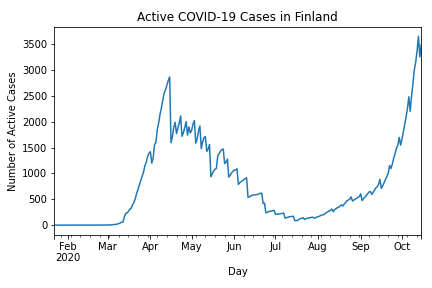 Active COVID-19 Cases in Finland
3500
3000
2500
2000
1500
1000
500
0
Number of Active Cases
Feb Mar Apr May Jun Jul Aug Sep Oct
2020
Day